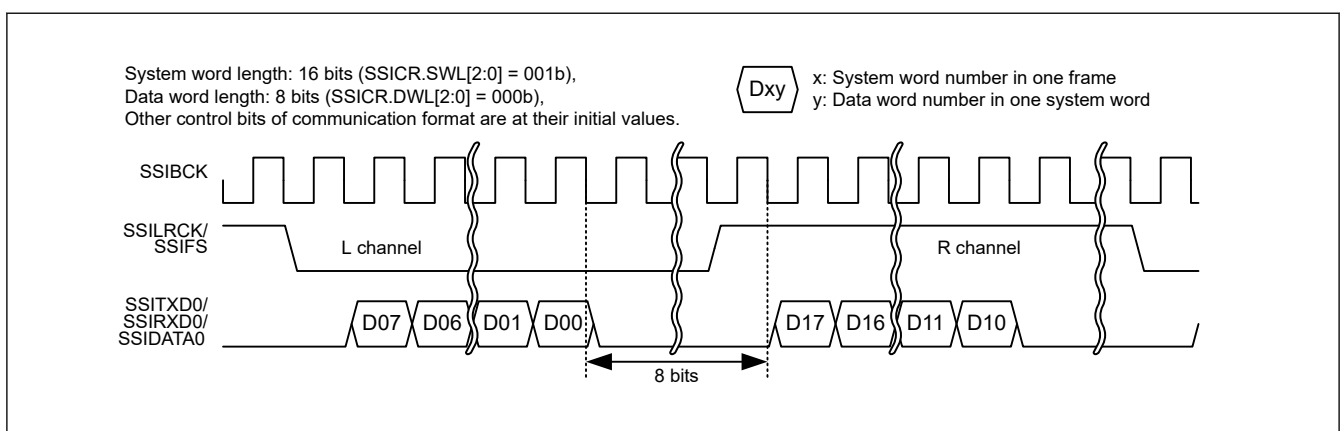 System word length: 16 bits (SSICR.SWL[2:0] = 001b),
Data word length: 8 bits (SSICR.DWL[2:0] = 000b),
Other control bits of communication format are at their initial values.
Dxy
x: System word number in one frame
y: Data word number in one system word
SSIBCK
SSILRCK/
SSIFS
L channel
R channel
SSITXD0/
SSIRXD0/
SSIDATA0
D07 D06 D01 D00 D17 D16 D11 D10
8 bits